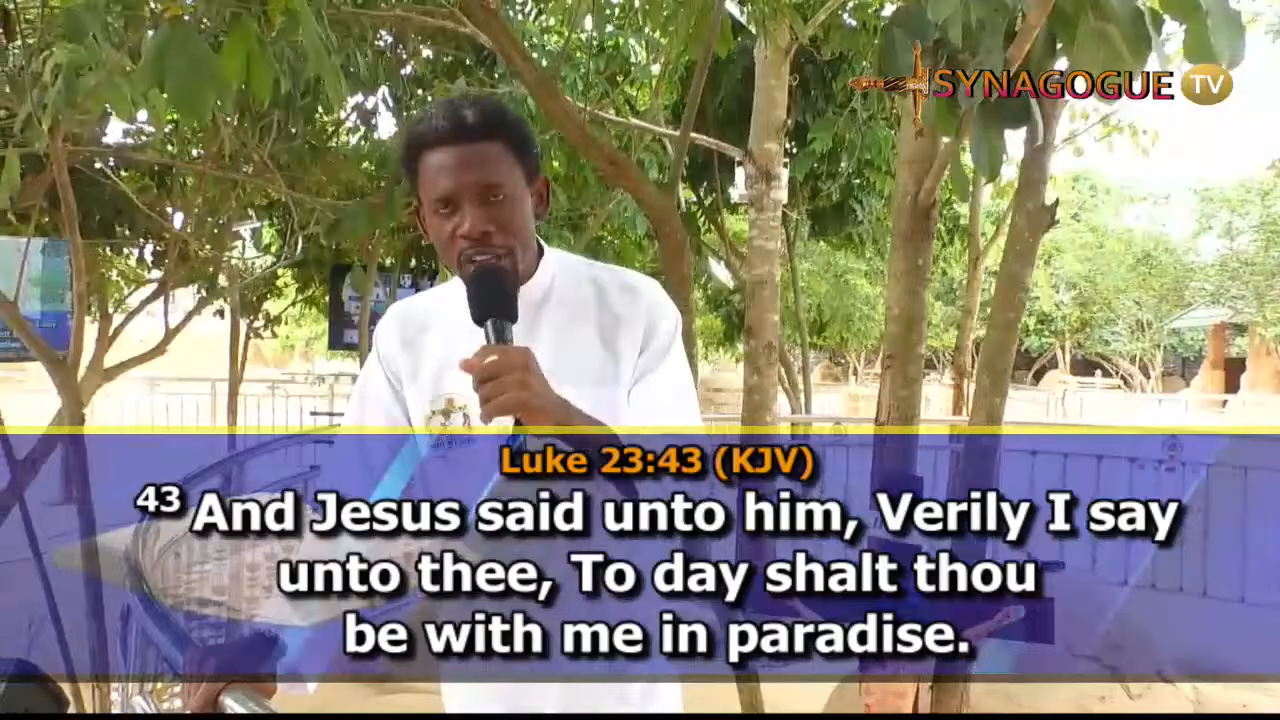 SYNAGOGUE TV
Luke 23:43 (KJV)
43 And Jesus said unto him, Verily I say
unto thee, To day shalt thou
be with me in paradise.